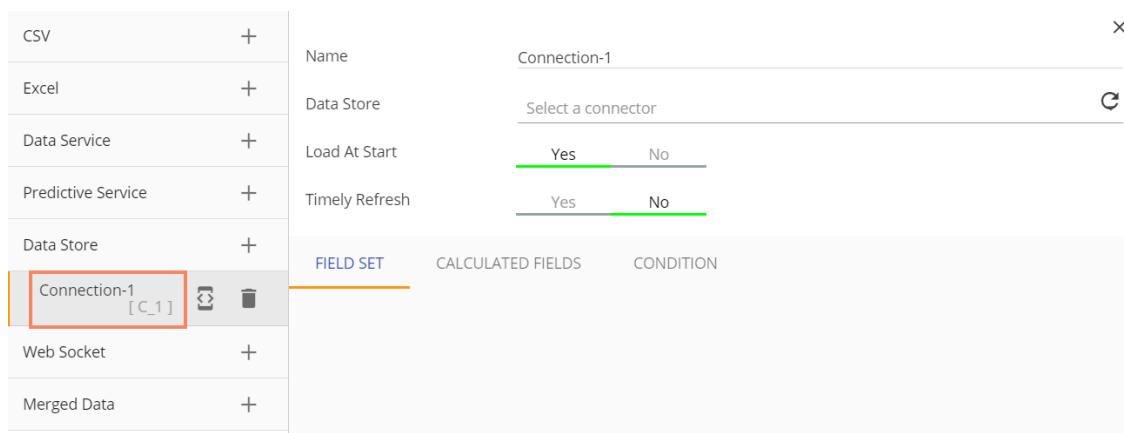 CSV
Excel
Data Service
Predictive Service
Data Store
Connection-1
[ C_1 ]
Web Socket
Merged Data
Name Connection-1
Data Store Select a connector
Load At Start Yes No
Timely Refresh Yes No
FIELD SET CALCULATED FIELDS CONDITION